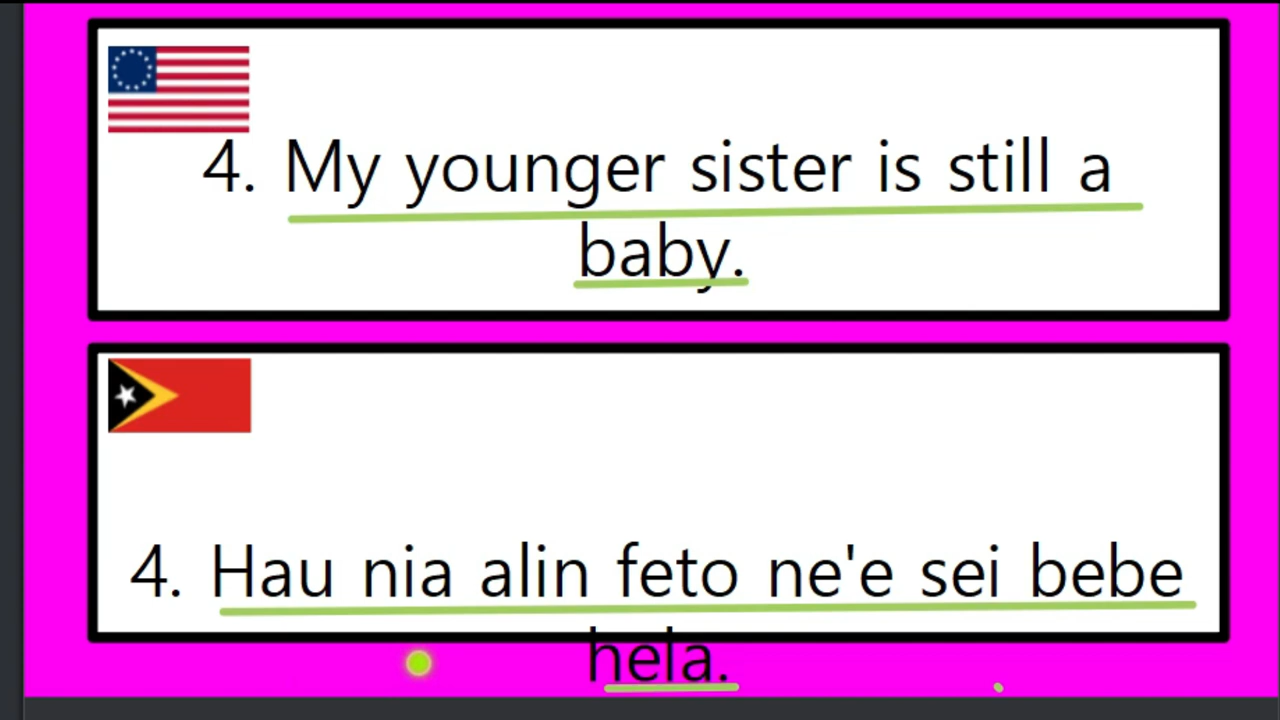 4. My younger sister is still a
baby.
4. Hau nia alin feto ne'e sei bebe
hela.